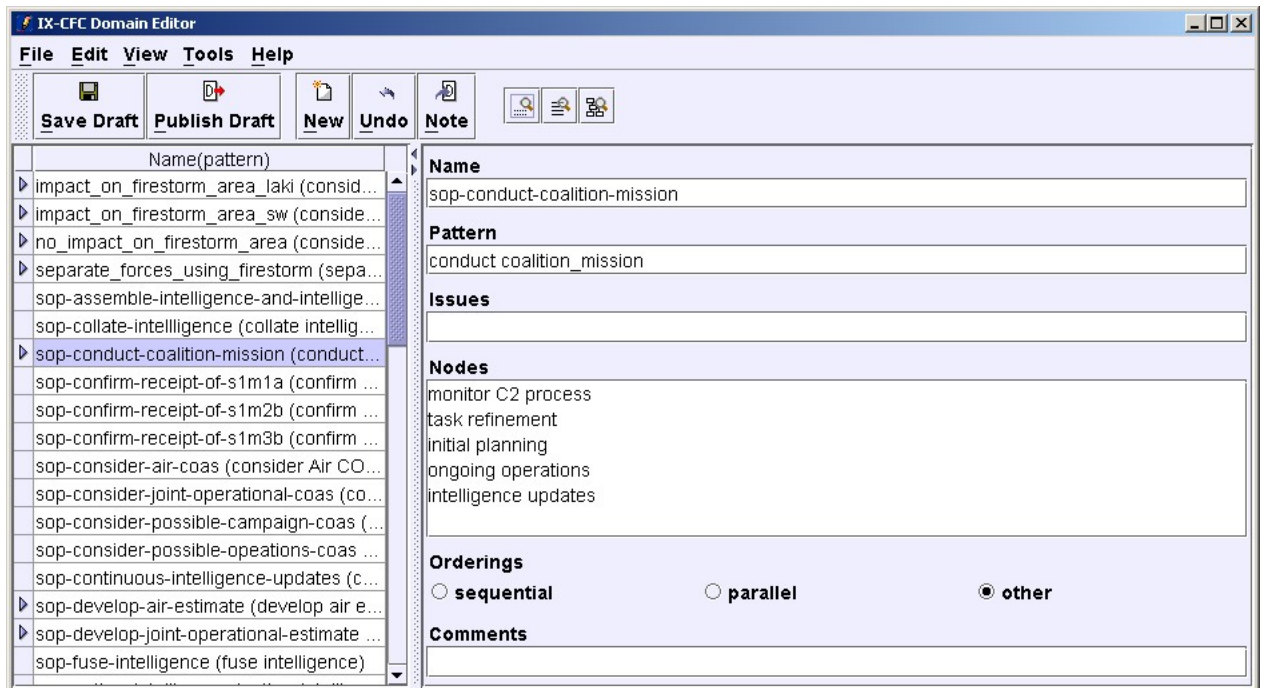 IX-CFC Domain Editor
File Edit View Tools Help
Save Draft Publish Draft New Undo Note
Name(pattern)
impact_on_firestorm_area_laki (consid...
impact_on_firestorm_area_sw (conside...
no_impact_on_firestorm_area (conside...
separate_forces_using_firestorm (sepa...
sop-assemble-intelligence-and-intellige...
sop-collate-intellligence (collate intellig...
sop-conduct-coalition-mission (conduct...
sop-confirm-receipt-of-s1m1a (confirm ...
sop-confirm-receipt-of-s1m2b (confirm ...
sop-confirm-receipt-of-s1m3b (confirm ...
sop-consider-air-coas (consider Air CO...
sop-consider-joint-operational-coas (co...
sop-consider-possible-campaign-coas (...
sop-consider-possible-opeations-coas ...
sop-continuous-intelligence-updates (c...
sop-develop-air-estimate (develop air e...
sop-develop-joint-operational-estimate ...
sop-fuse-intelligence (fuse intelligence)
Name
sop-conduct-coalition-mission
Pattern
conduct coalition_mission
Issues
Nodes
monitor C2 process
task refinement
initial planning
ongoing operations
intelligence updates
Orderings
sequential parallel other
Comments